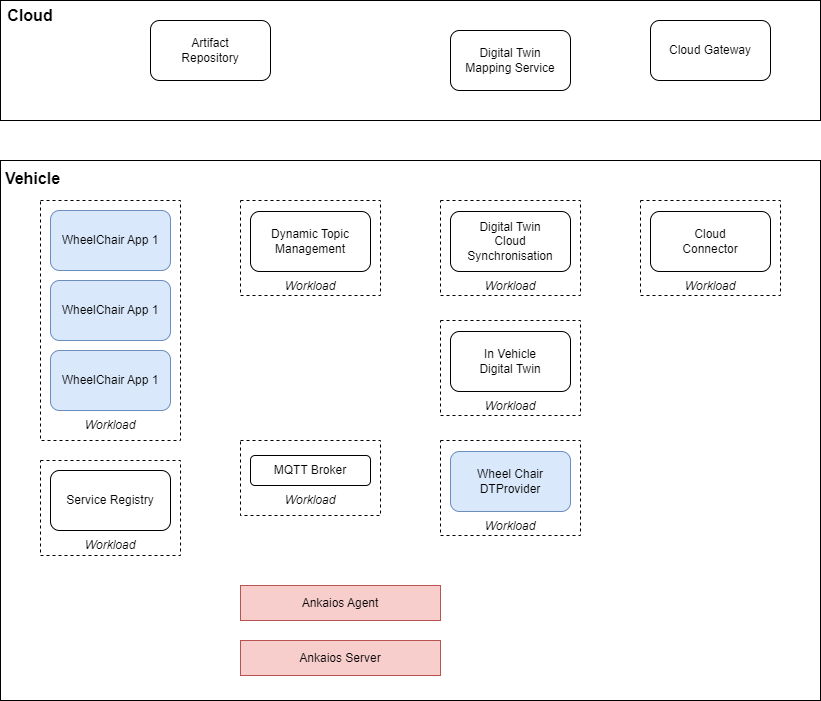 Cloud
Artifact
Repository
Digital Twin
Mapping Service
Cloud Gateway
Vehicle
WheelChair App 1
WheelChair App 1
WheelChair App 1
Workload
Dynamic Topic
Management
Workload
Digital Twin
Cloud
Synchronisation
Workload
Cloud
Connector
Workload
In Vehicle
Digital Twin
Workload
Service Registry
Workload
MQTT Broker
Workload
Wheel Chair
DTProvider
Workload
Ankaios Agent
Ankaios Server